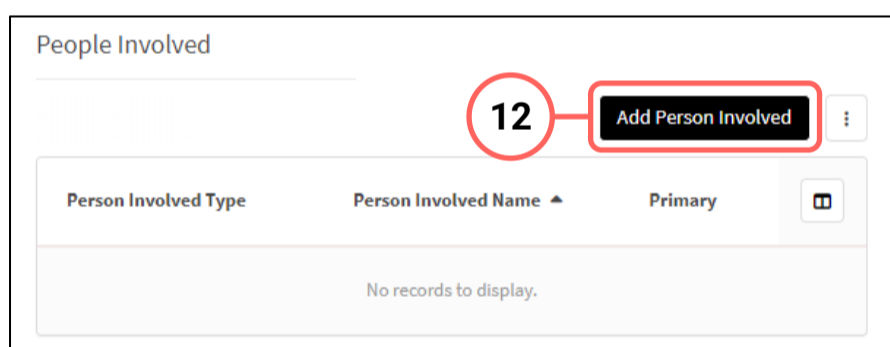 People Involved
12 Add Person Involved
Person Involved Type Person Involved Name Primary
No records to display.